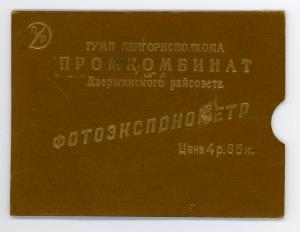 ГУМП ЛЕНГОРИСПОЛКОМА
ПРОМКОМБИНАТ
Дзержинского райсовета
ФОТОЭКСПОНОМЕТР
Цена 4 р. 85 к.